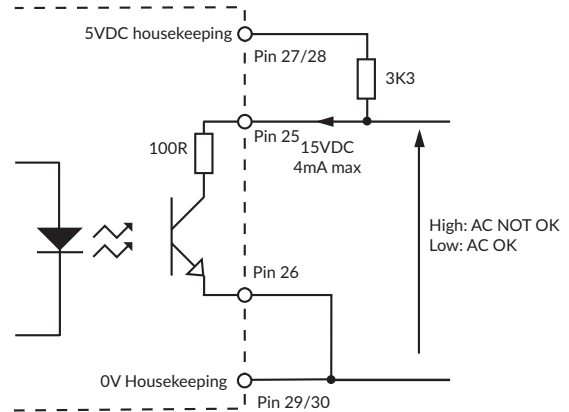 5VDC housekeeping
Pin 27/28
3K3
Pin 25
15VDC
4mA max
100R
High: AC NOT OK
Low: AC OK
Pin 26
0V Housekeeping
Pin 29/30